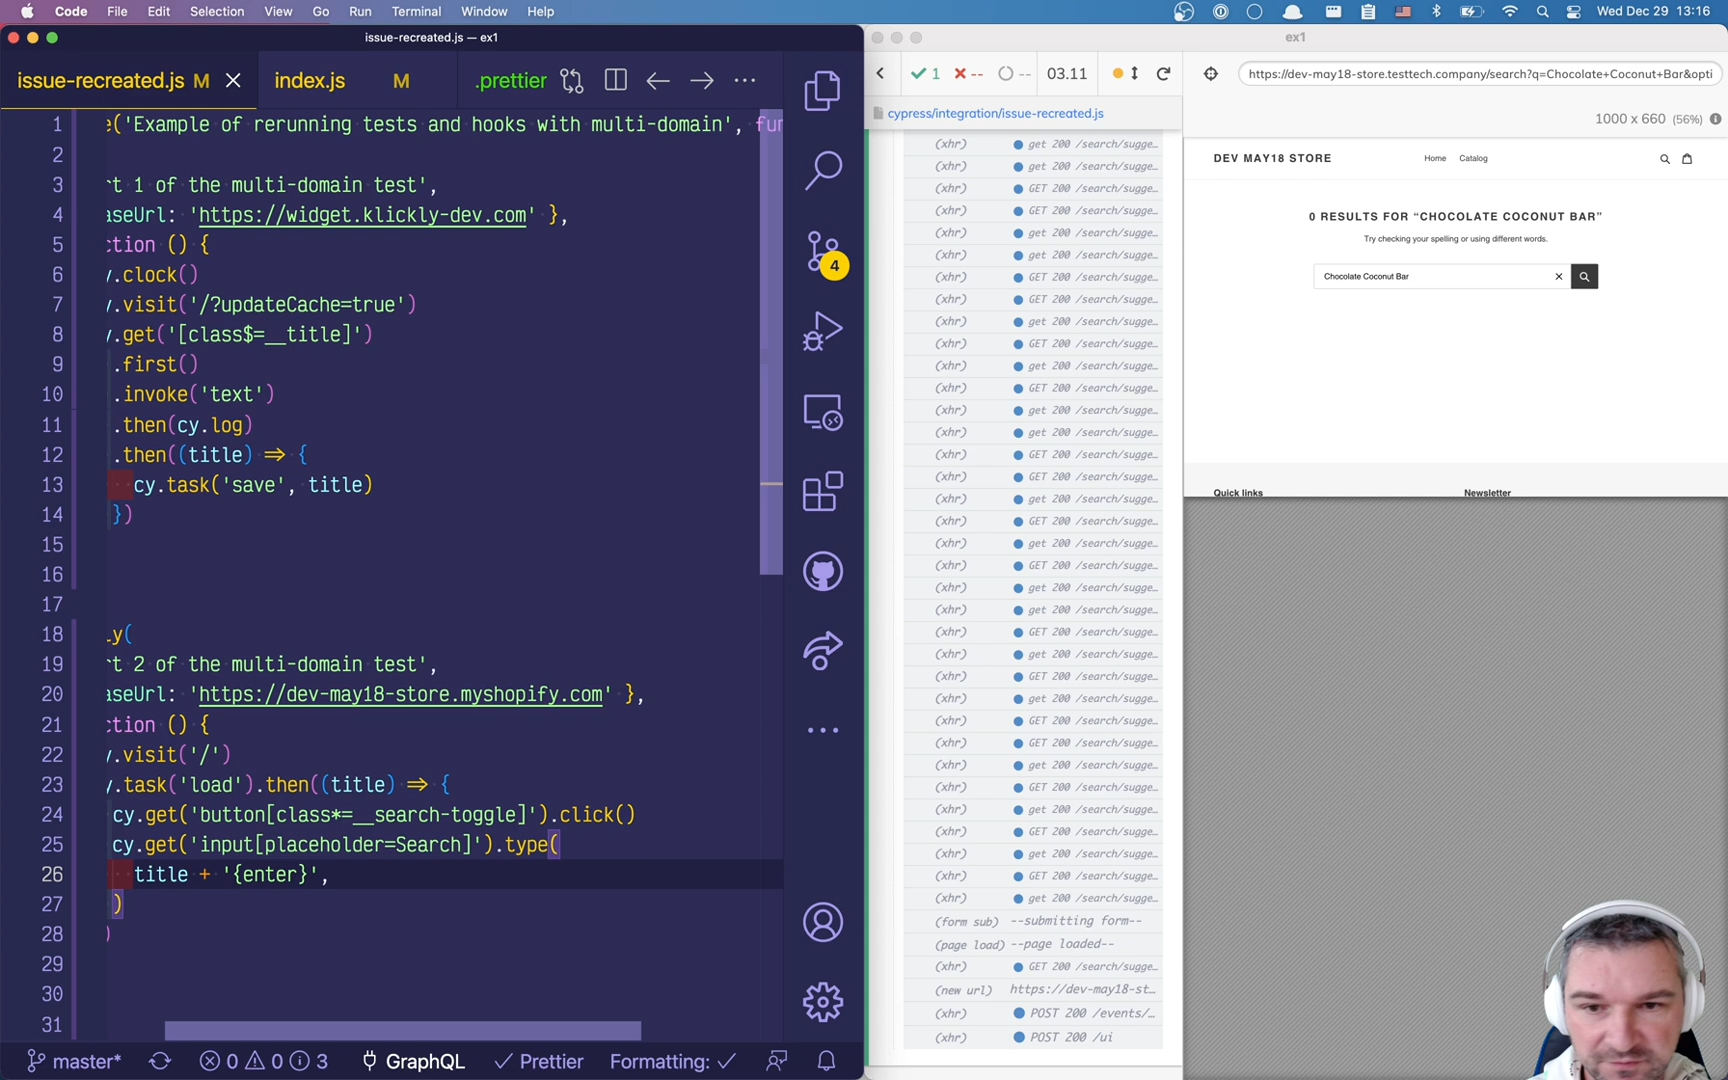 Code File Edit Selection View Go Run Terminal Window Help Wed Dec 29 13:16
issue-recreated.js — ex1
issue-recreated.js M
index.js M
.prettier
1 e('Example of rerunning tests and hooks with multi-domain', fun
2
3 rt 1 of the multi-domain test',
4 aseUrl: 'https://widget.klickly-dev.com' },
5 ction () {
6 y.clock()
7 y.visit('/?updateCache=true')
8 y.get('[class$=__title]')
9 .first()
10 .invoke('text')
11 .then(cy.log)
12 .then((title) => {
13 cy.task('save', title)
14 })
15
16
17
18 ly(
19 rt 2 of the multi-domain test',
20 aseUrl: 'https://dev-may18-store.myshopify.com' },
21 ction () {
22 y.visit('/')
23 y.task('load').then((title) => {
24 cy.get('button[class*=__search-toggle]').click()
25 cy.get('input[placeholder=Search]').type(
26 title + '{enter}',
27 )
28 )
29
30
31
4
master* 0 0 3 GraphQL Prettier Formatting:
ex1
1 -- -- 03.11
https://dev-may18-store.testtech.company/search?q=Chocolate+Coconut+Bar&opti
cypress/integration/issue-recreated.js
1000 x 660 (56%)
(xhr) get 200 /search/sugge…
(xhr) get 200 /search/sugge…
(xhr) GET 200 /search/sugge…
(xhr) GET 200 /search/sugge…
(xhr) get 200 /search/sugge…
(xhr) get 200 /search/sugge…
(xhr) GET 200 /search/sugge…
(xhr) GET 200 /search/sugge…
(xhr) get 200 /search/sugge…
(xhr) GET 200 /search/sugge…
(xhr) get 200 /search/sugge…
(xhr) GET 200 /search/sugge…
(xhr) get 200 /search/sugge…
(xhr) GET 200 /search/sugge…
(xhr) GET 200 /search/sugge…
(xhr) get 200 /search/sugge…
(xhr) get 200 /search/sugge…
(xhr) GET 200 /search/sugge…
(xhr) get 200 /search/sugge…
(xhr) GET 200 /search/sugge…
(xhr) get 200 /search/sugge…
(xhr) get 200 /search/sugge…
(xhr) GET 200 /search/sugge…
(xhr) GET 200 /search/sugge…
(xhr) GET 200 /search/sugge…
(xhr) get 200 /search/sugge…
(xhr) GET 200 /search/sugge…
(xhr) GET 200 /search/sugge…
(xhr) get 200 /search/sugge…
(xhr) GET 200 /search/sugge…
(xhr) get 200 /search/sugge…
(xhr) GET 200 /search/sugge…
(xhr) get 200 /search/sugge…
(xhr) GET 200 /search/sugge…
(xhr) get 200 /search/sugge…
(form sub) --submitting form--
(page load) --page loaded--
(xhr) GET 200 /search/sugge…
(new url) https://dev-may18-st…
(xhr) POST 200 /events/…
(xhr) POST 200 /ui
DEV MAY18 STORE Home Catalog
0 RESULTS FOR “CHOCOLATE COCONUT BAR”
Try checking your spelling or using different words.
Chocolate Coconut Bar
Quick links Newsletter